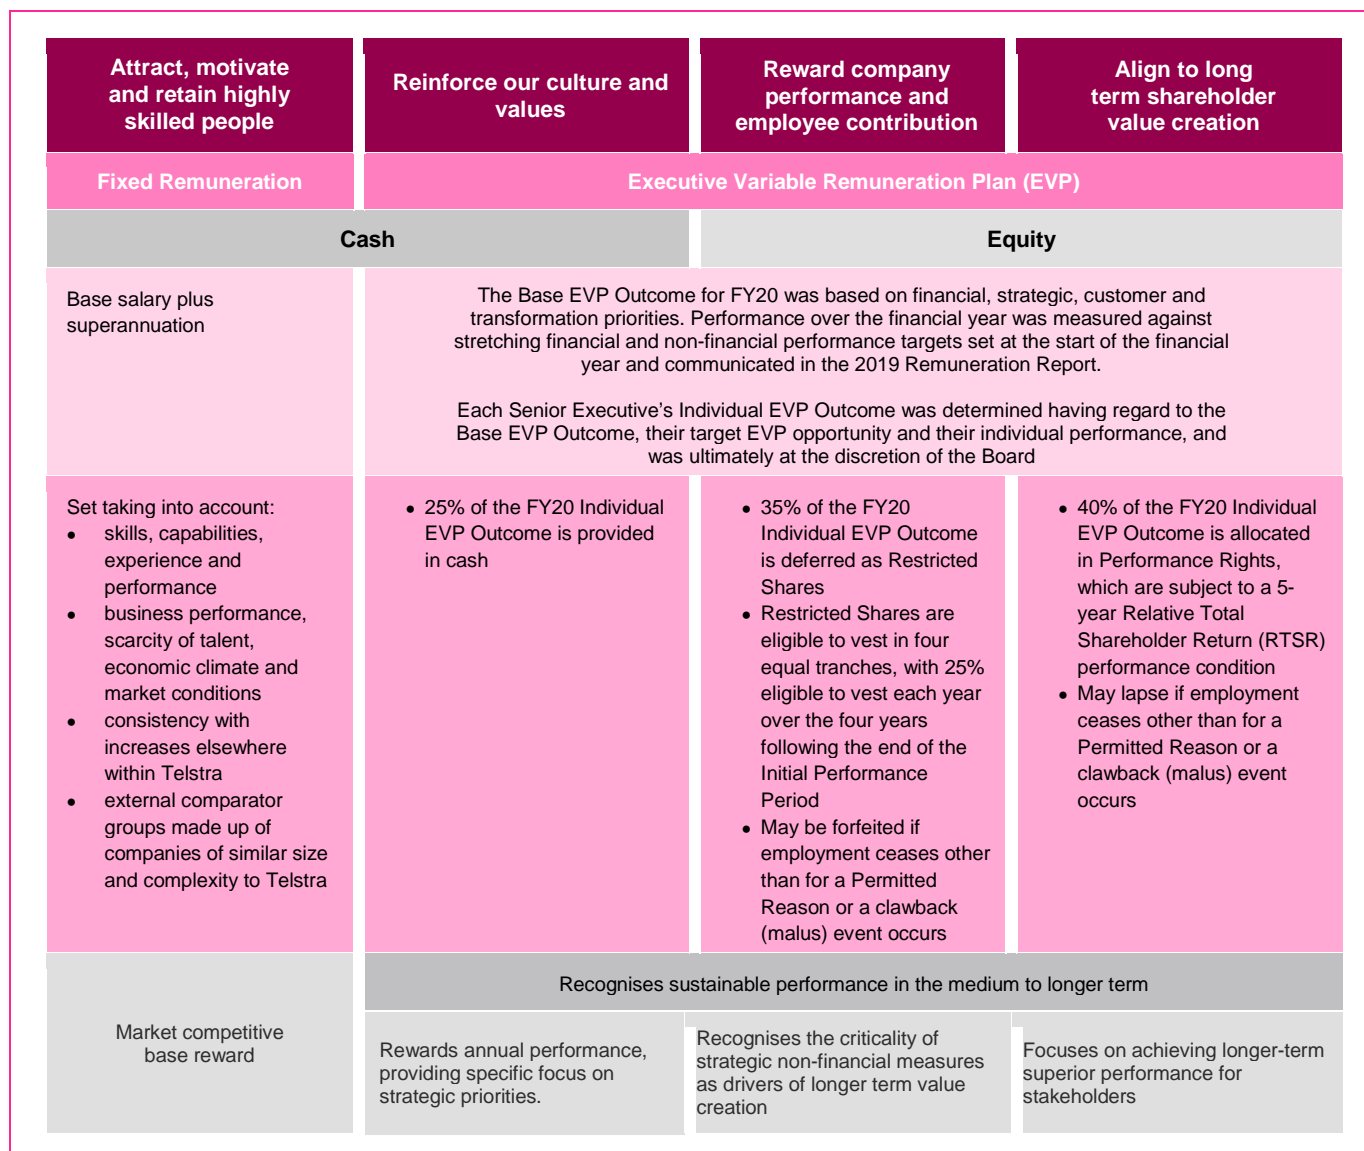 Attract, motivate
and retain highly
skilled people
Reinforce our culture and
values
Reward company
performance and
employee contribution
Align to long
term shareholder
value creation
Fixed Remuneration
Executive Variable Remuneration Plan (EVP)
Cash
Equity
Base salary plus
superannuation
The Base EVP Outcome for FY20 was based on financial, strategic, customer and
transformation priorities. Performance over the financial year was measured against
stretching financial and non-financial performance targets set at the start of the financial
year and communicated in the 2019 Remuneration Report.
Each Senior Executive's Individual EVP Outcome was determined having regard to the
Base EVP Outcome, their target EVP opportunity and their individual performance, and
was ultimately at the discretion of the Board
Set taking into account:
• skills, capabilities,
experience and
performance
• business performance,
scarcity of talent,
economic climate and
market conditions
• consistency with
increases elsewhere
within Telstra
• external comparator
groups made up of
companies of similar size
and complexity to Telstra
• 25% of the FY20 Individual
EVP Outcome is provided
in cash
• 35% of the FY20
Individual EVP Outcome
is deferred as Restricted
Shares
• Restricted Shares are
eligible to vest in four
equal tranches, with 25%
eligible to vest each year
over the four years
following the end of the
Initial Performance
Period
• May be forfeited if
employment ceases other
than for a Permitted
Reason or a clawback
(malus) event occurs
• 40% of the FY20 Individual
EVP Outcome is allocated
in Performance Rights,
which are subject to a 5-
year Relative Total
Shareholder Return (RTSR)
performance condition
• May lapse if employment
ceases other than for a
Permitted Reason or a
clawback (malus) event
occurs
Market competitive
base reward
Recognises sustainable performance in the medium to longer term
Rewards annual performance,
providing specific focus on
strategic priorities.
Recognises the criticality of
strategic non-financial measures
as drivers of longer term value
creation
Focuses on achieving longer-term
superior performance for
stakeholders